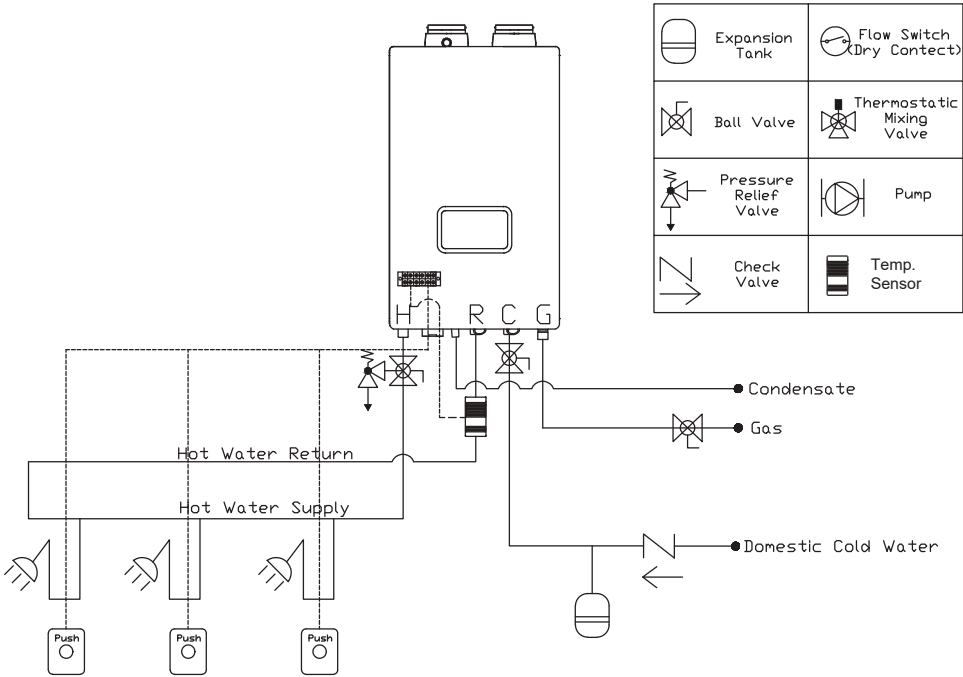 Expansion
Tank
Flow Switch
(Dry Contect)
Ball Valve
Thermostatic
Mixing
Valve
Pressure
Relief
Valve
Pump
Check
Valve
Temp.
Sensor
H R C G
Condensate
Gas
Hot Water Return
Hot Water Supply
Domestic Cold Water
Push Push Push